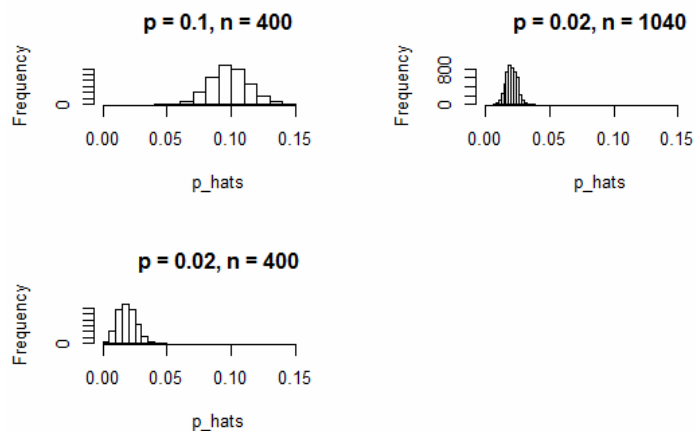 p = 0.1, n = 400
Frequency
0
0.00 0.05 0.10 0.15
p_hats
p = 0.02, n = 1040
Frequency
0 800
0.00 0.05 0.10 0.15
p_hats
p = 0.02, n = 400
Frequency
0
0.00 0.05 0.10 0.15
p_hats